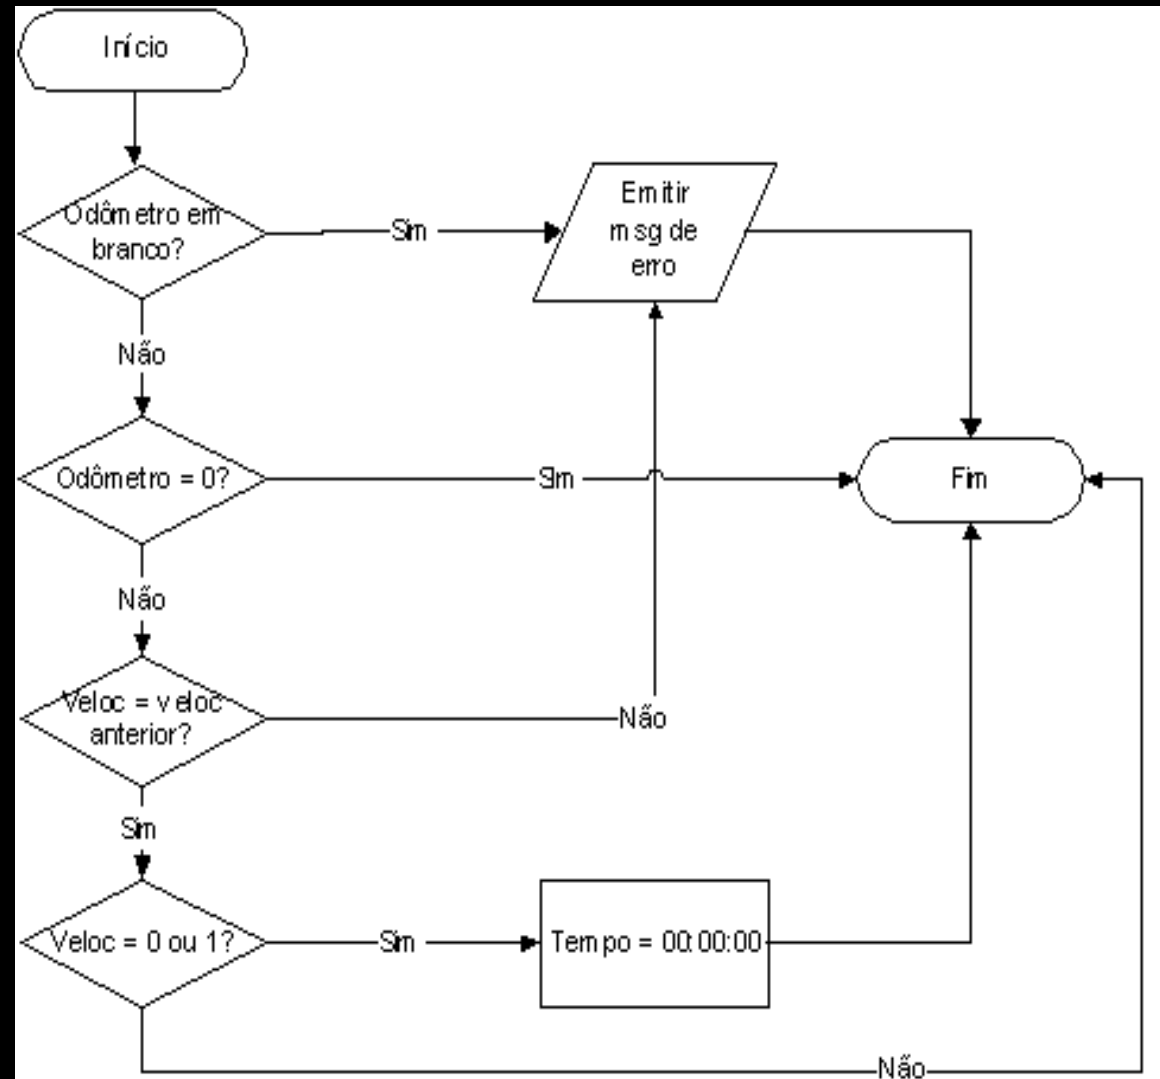 Início
Odômetro em
branco?
Sim
Emitir
msg de
erro
Não
Odômetro = 0?
Sim
Fim
Não
Veloc = veloc
anterior?
Não
Sim
Veloc = 0 ou 1?
Sim
Tempo = 00:00:00
Não